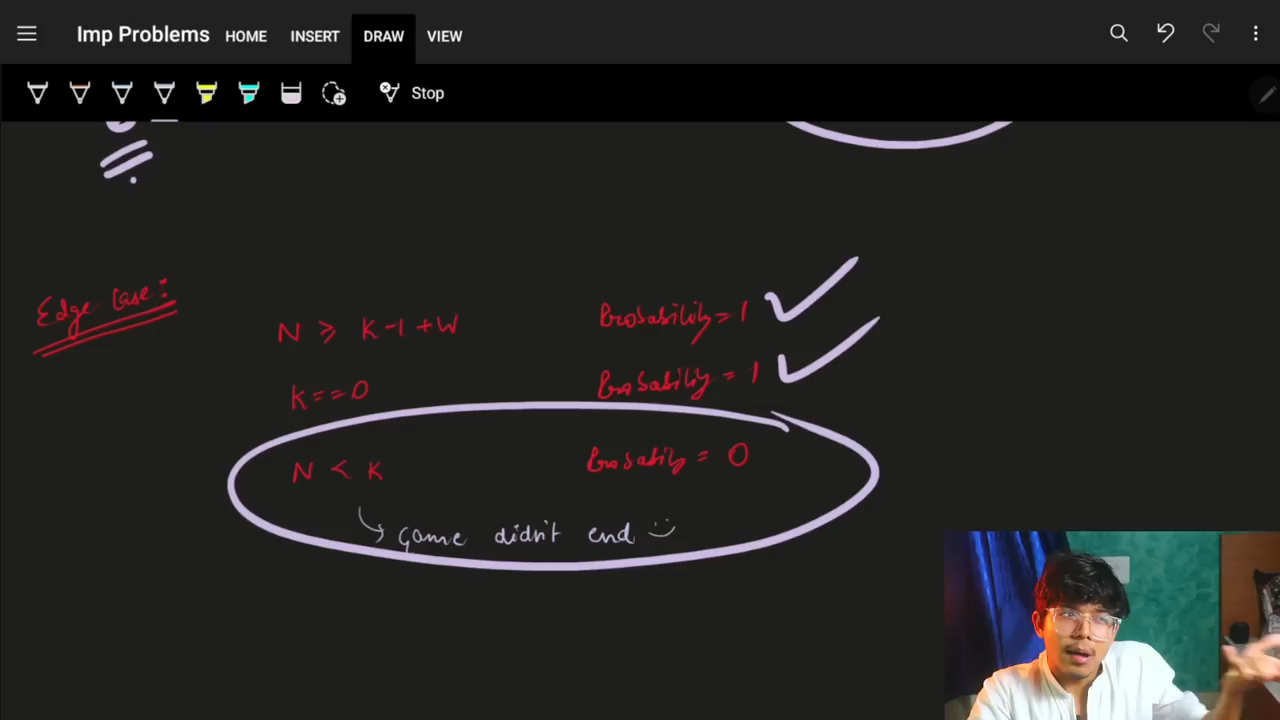 Imp Problems HOME INSERT DRAW VIEW
Stop
Edge Case:
N ≥ K-1+W Probability = 1
K==0 Probability = 1
N < K Probability = 0
↳ game didn't end